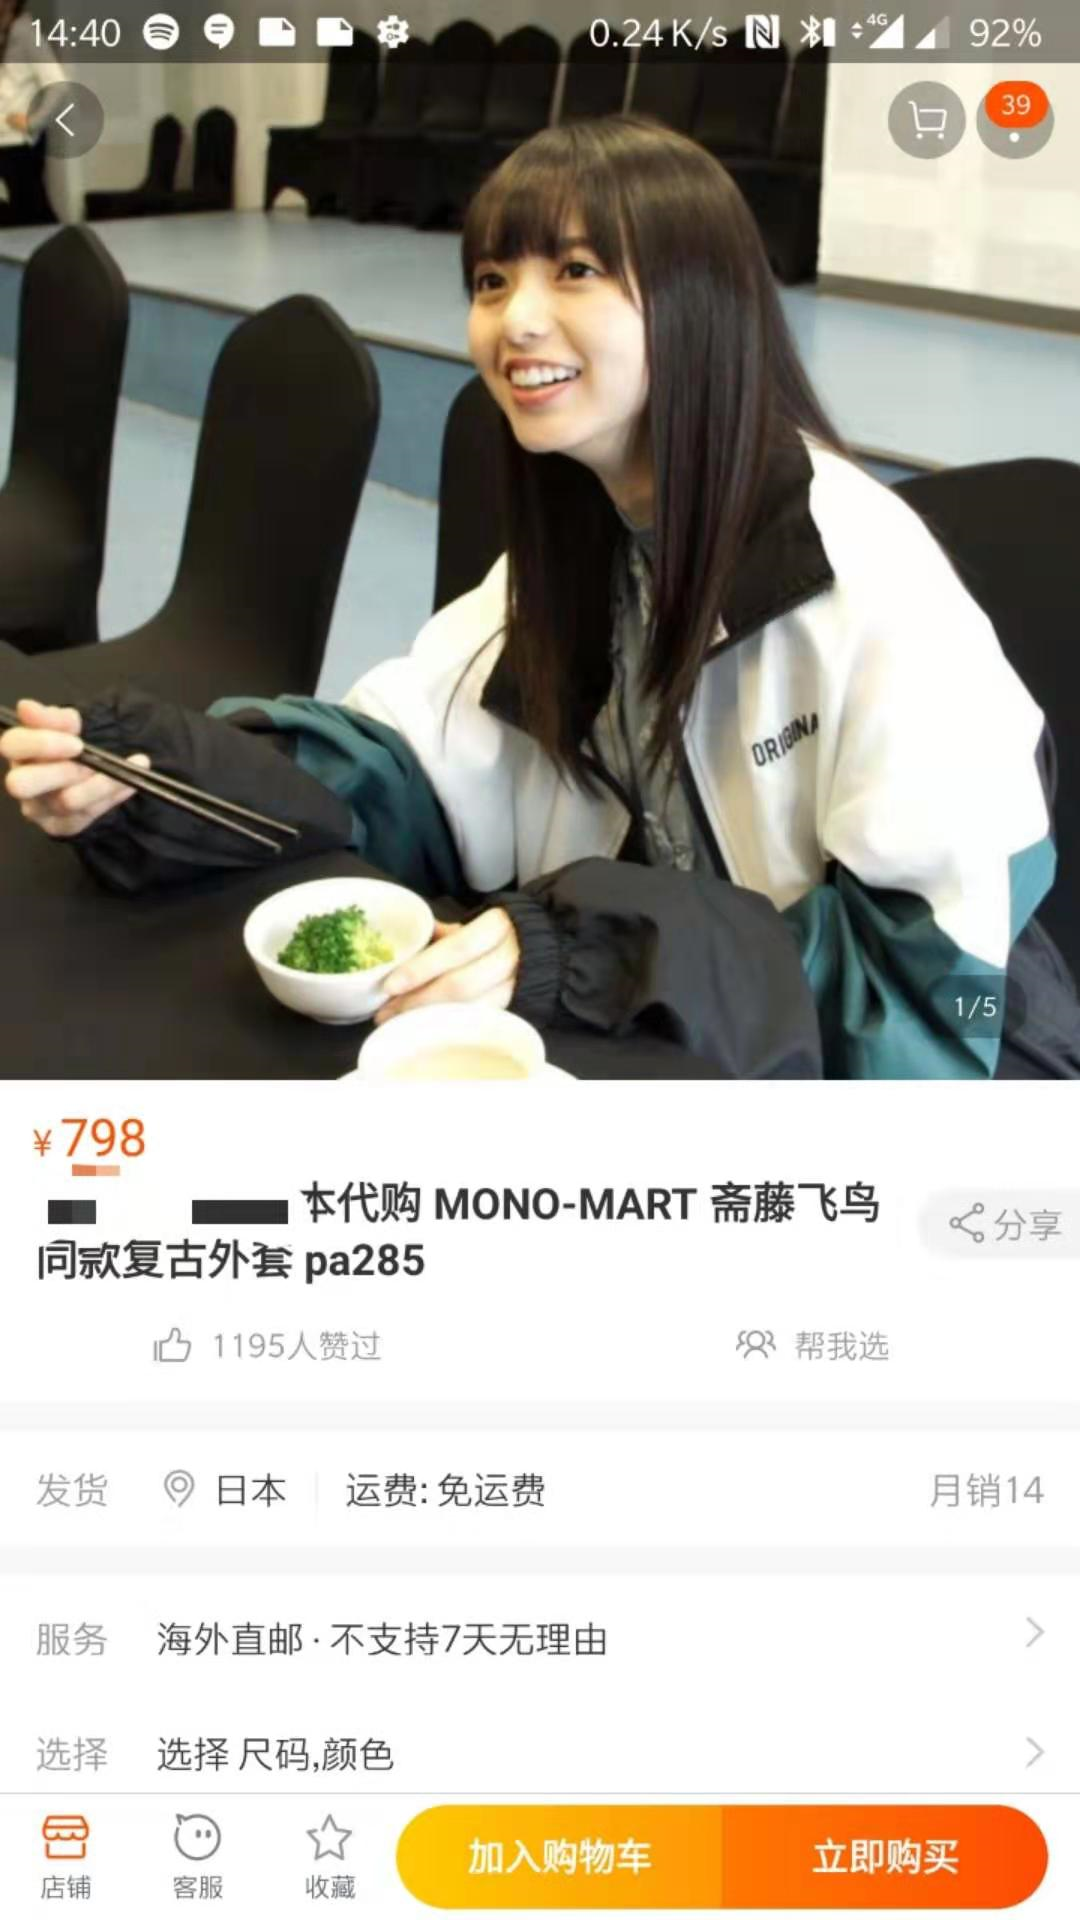 14:40 0.24 K/s 4G 92%
39
ORIGINA
1/5
¥798
本代购 MONO-MART 斋藤飞鸟
同款复古外套 pa285
分享
1195人赞过 帮我选
发货 日本 运费: 免运费 月销14
服务 海外直邮 · 不支持7天无理由
选择 选择 尺码,颜色
店铺 客服 收藏 加入购物车 立即购买